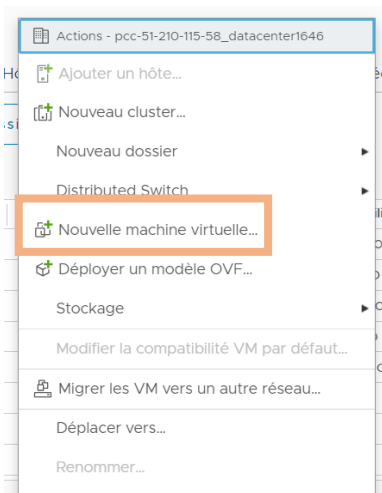 Actions - pcc-51-210-115-58_datacenter1646
Ajouter un hôte...
Nouveau cluster...
Nouveau dossier
Distributed Switch
Nouvelle machine virtuelle...
Déployer un modèle OVF...
Stockage
Modifier la compatibilité VM par défaut...
Migrer les VM vers un autre réseau...
Déplacer vers...
Renommer...